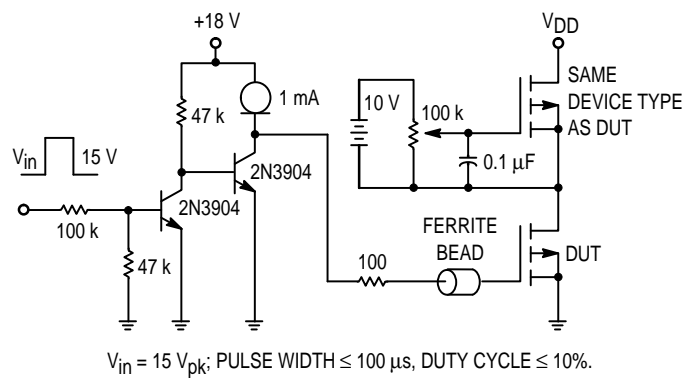 +18 V
V_DD
1 mA
SAME
DEVICE TYPE
AS DUT
10 V
100 k
47 k
V_in
15 V
0.1 μF
2N3904
2N3904
100 k
47 k
FERRITE
BEAD
DUT
100
V_in = 15 V_pk; PULSE WIDTH ≤ 100 μs, DUTY CYCLE ≤ 10%.